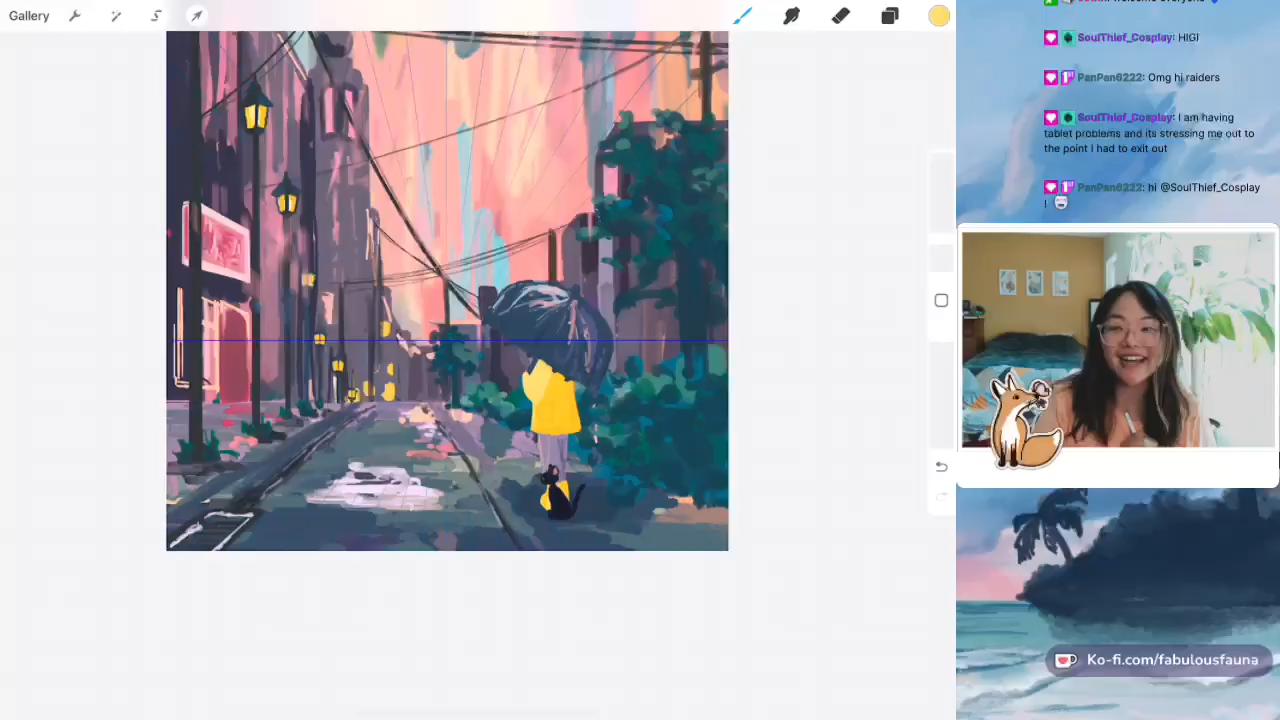 Gallery
SoulThief_Cosplay: HIGI
PanPan6222: Omg hi raiders
SoulThief_Cosplay: I am having
tablet problems and its stressing me out to
the point I had to exit out
PanPan6222: hi @SoulThief_Cosplay
!
Ko-fi.com/fabulousfauna